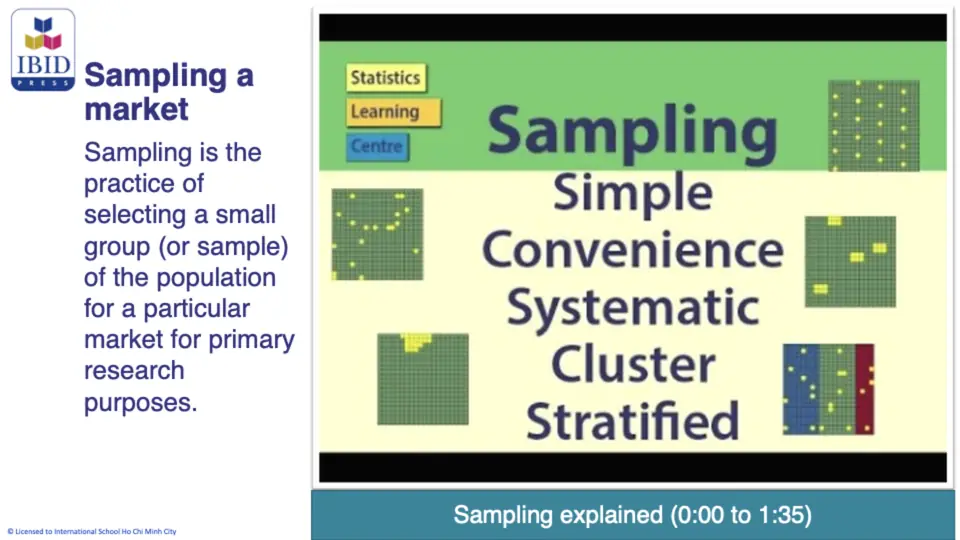 IBID
PRESS
Sampling a
market
Sampling is the
practice of
selecting a small
group (or sample)
of the population
for a particular
market for primary
research
purposes.
Statistics
Learning
Centre
Sampling
Simple
Convenience
Systematic
Cluster
Stratified
Sampling explained (0:00 to 1:35)
© Licensed to International School Ho Chi Minh City